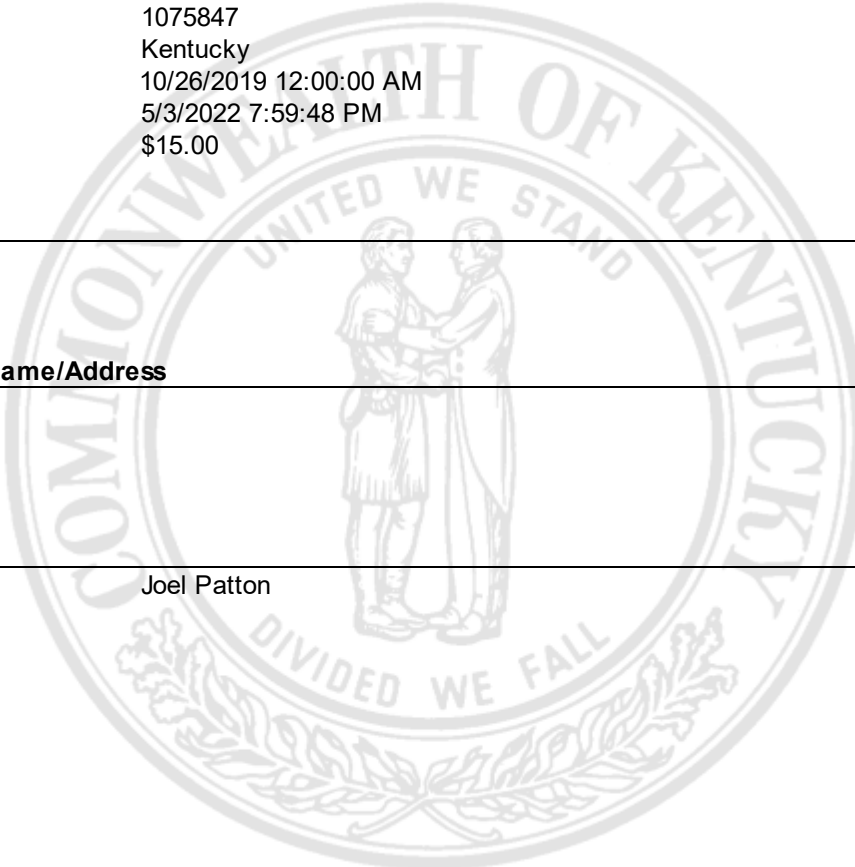 1075847
Kentucky
10/26/2019 12:00:00 AM
5/3/2022 7:59:48 PM
$15.00
COMMONWEALTH OF KENTUCKY
UNITED WE STAND
ame/Address
Joel Patton
DIVIDED WE FALL